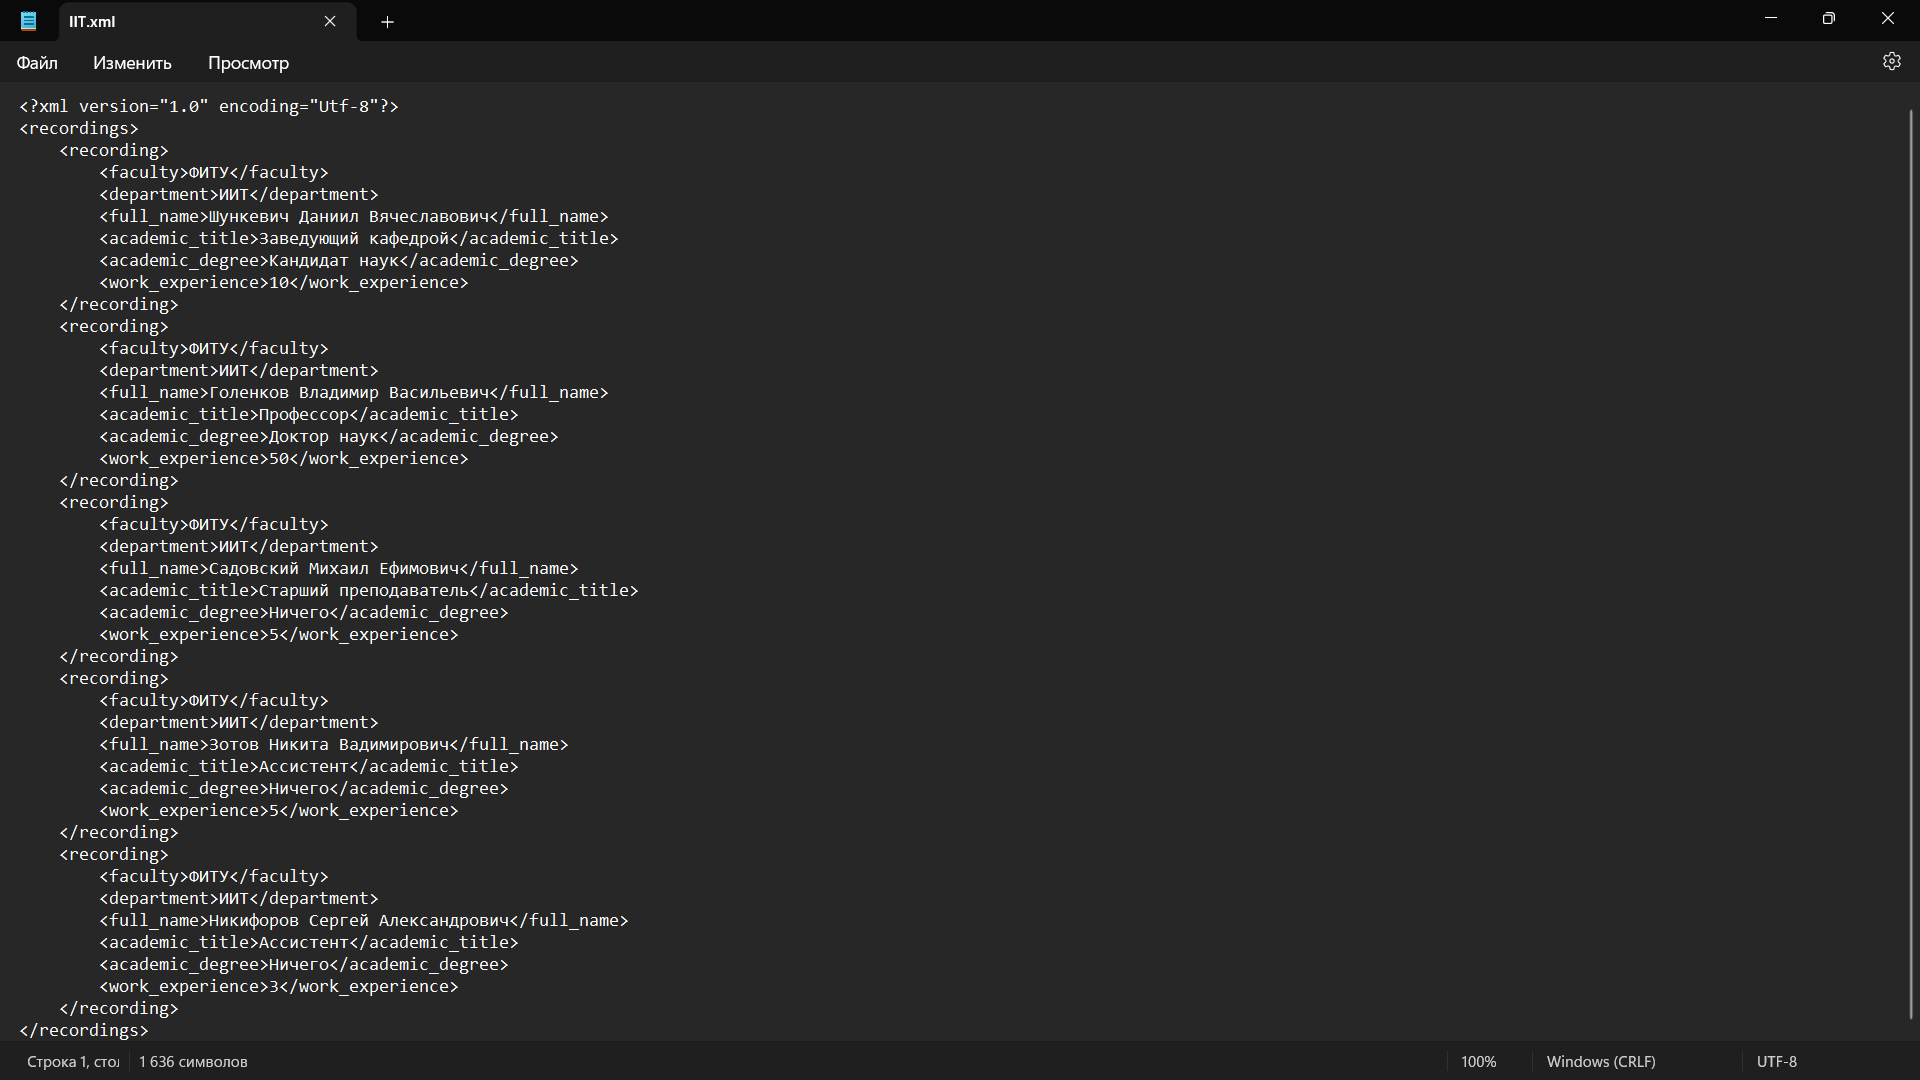 IIT.xml
Файл Изменить Просмотр
<?xml version="1.0" encoding="Utf-8"?>
<recordings>
    <recording>
        <faculty>ФИТУ</faculty>
        <department>ИИТ</department>
        <full_name>Шункевич Даниил Вячеславович</full_name>
        <academic_title>Заведующий кафедрой</academic_title>
        <academic_degree>Кандидат наук</academic_degree>
        <work_experience>10</work_experience>
    </recording>
    <recording>
        <faculty>ФИТУ</faculty>
        <department>ИИТ</department>
        <full_name>Голенков Владимир Васильевич</full_name>
        <academic_title>Профессор</academic_title>
        <academic_degree>Доктор наук</academic_degree>
        <work_experience>50</work_experience>
    </recording>
    <recording>
        <faculty>ФИТУ</faculty>
        <department>ИИТ</department>
        <full_name>Садовский Михаил Ефимович</full_name>
        <academic_title>Старший преподаватель</academic_title>
        <academic_degree>Ничего</academic_degree>
        <work_experience>5</work_experience>
    </recording>
    <recording>
        <faculty>ФИТУ</faculty>
        <department>ИИТ</department>
        <full_name>Зотов Никита Вадимирович</full_name>
        <academic_title>Ассистент</academic_title>
        <academic_degree>Ничего</academic_degree>
        <work_experience>5</work_experience>
    </recording>
    <recording>
        <faculty>ФИТУ</faculty>
        <department>ИИТ</department>
        <full_name>Никифоров Сергей Александрович</full_name>
        <academic_title>Ассистент</academic_title>
        <academic_degree>Ничего</academic_degree>
        <work_experience>3</work_experience>
    </recording>
</recordings>
Строка 1, стол 1 636 символов 100% Windows (CRLF) UTF-8